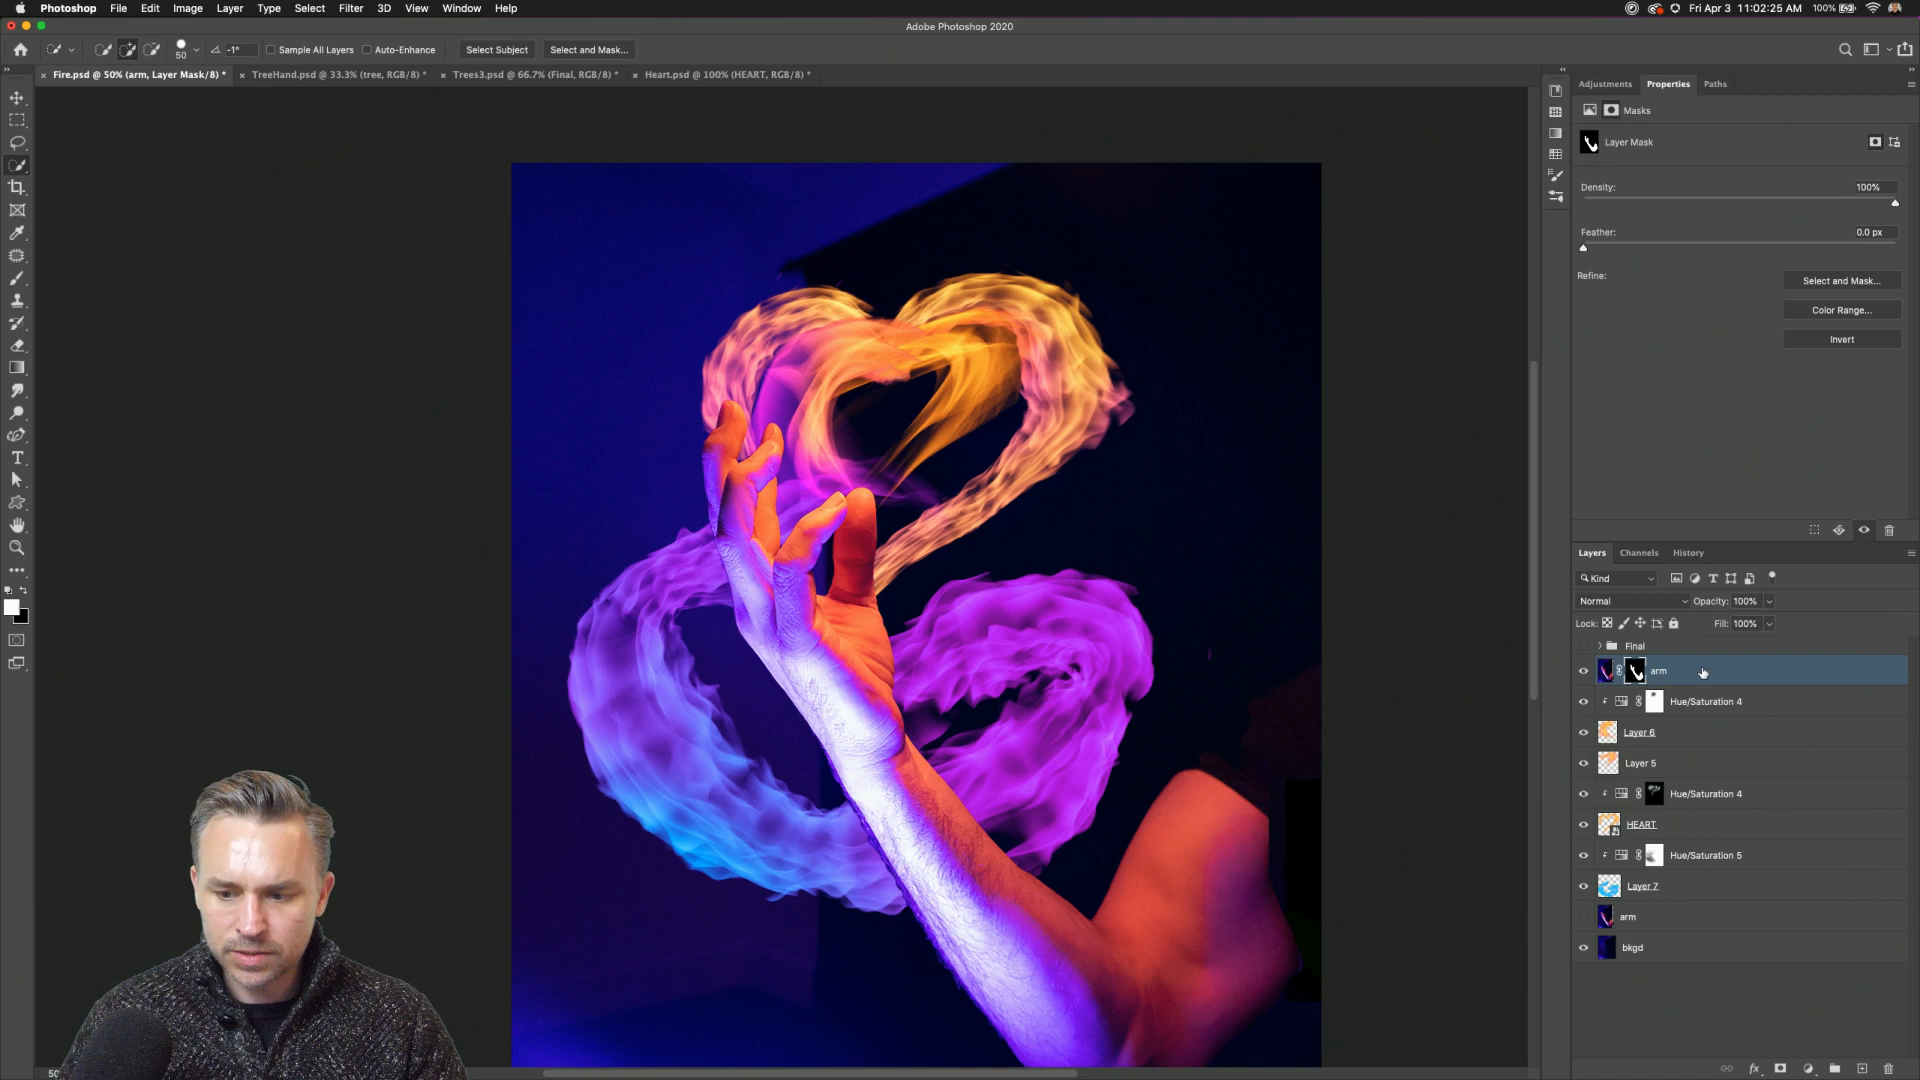 Photoshop File Edit Image Layer Type Select Filter 3D View Window Help 100% Fri Apr 3 11:02:25 AM
Adobe Photoshop 2020
50 -1° Sample All Layers Auto-Enhance Select Subject Select and Mask...
× Fire.psd @ 50% (arm, Layer Mask/8) * × TreeHand.psd @ 33.3% (tree, RGB/8) * × Trees3.psd @ 66.7% (Final, RGB/8) * × Heart.psd @ 100% (HEART, RGB/8) *
Adjustments Properties Paths
Masks
Layer Mask
Density: 100%
Feather: 0.0 px
Refine: Select and Mask...
Color Range...
Invert
Layers Channels History
Kind
Normal Opacity: 100%
Lock: Fill: 100%
Final
arm
Hue/Saturation 4
Layer 6
Layer 5
Hue/Saturation 4
HEART
Hue/Saturation 5
Layer 7
arm
bkgd
fx